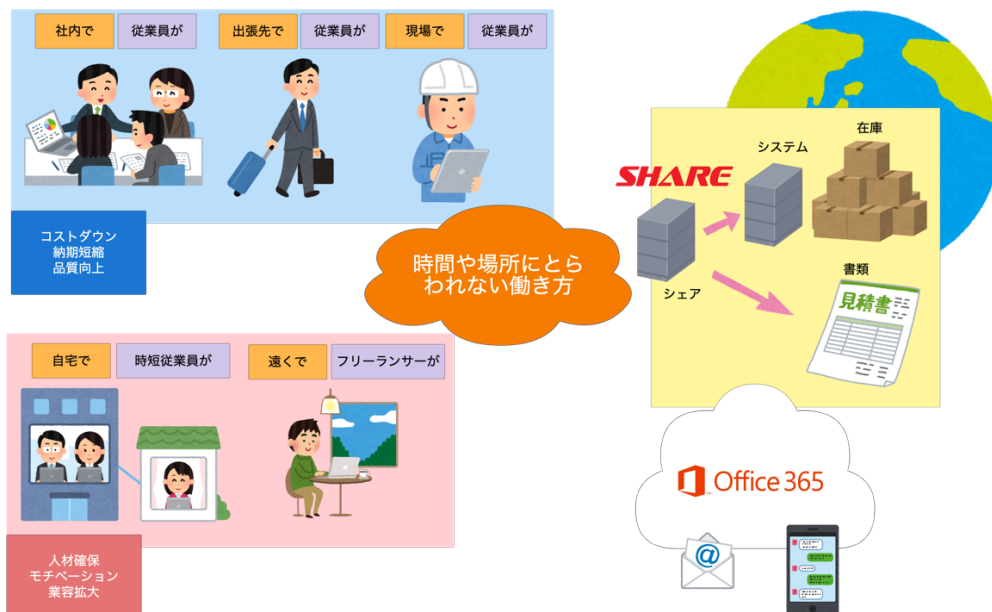 社内で
従業員が
出張先で
従業員が
現場で
従業員が
コストダウン
納期短縮
品質向上
時間や場所にとら
われない働き方
自宅で
時短従業員が
遠くで
フリーランサーが
人材確保
モチベーション
業容拡大
在庫
システム
SHARE
シェア
書類
見積書
Office 365
@